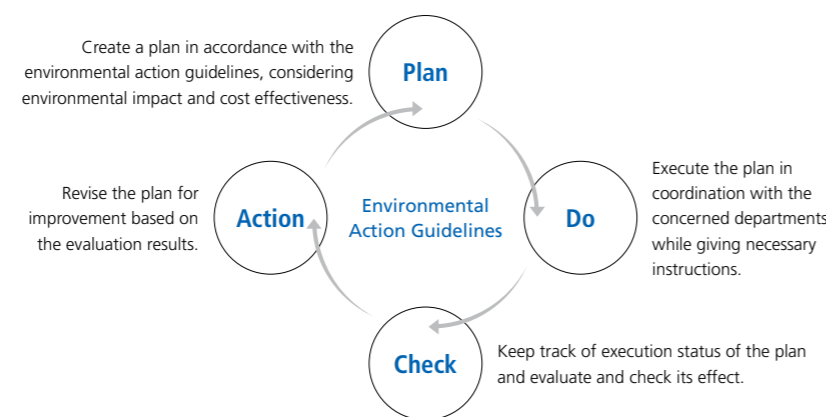 Create a plan in accordance with the
environmental action guidelines, considering
environmental impact and cost effectiveness.
Plan
Execute the plan in
coordination with the
concerned departments
while giving necessary
instructions.
Do
Environmental
Action Guidelines
Revise the plan for
improvement based on
the evaluation results.
Action
Check
Keep track of execution status of the plan
and evaluate and check its effect.